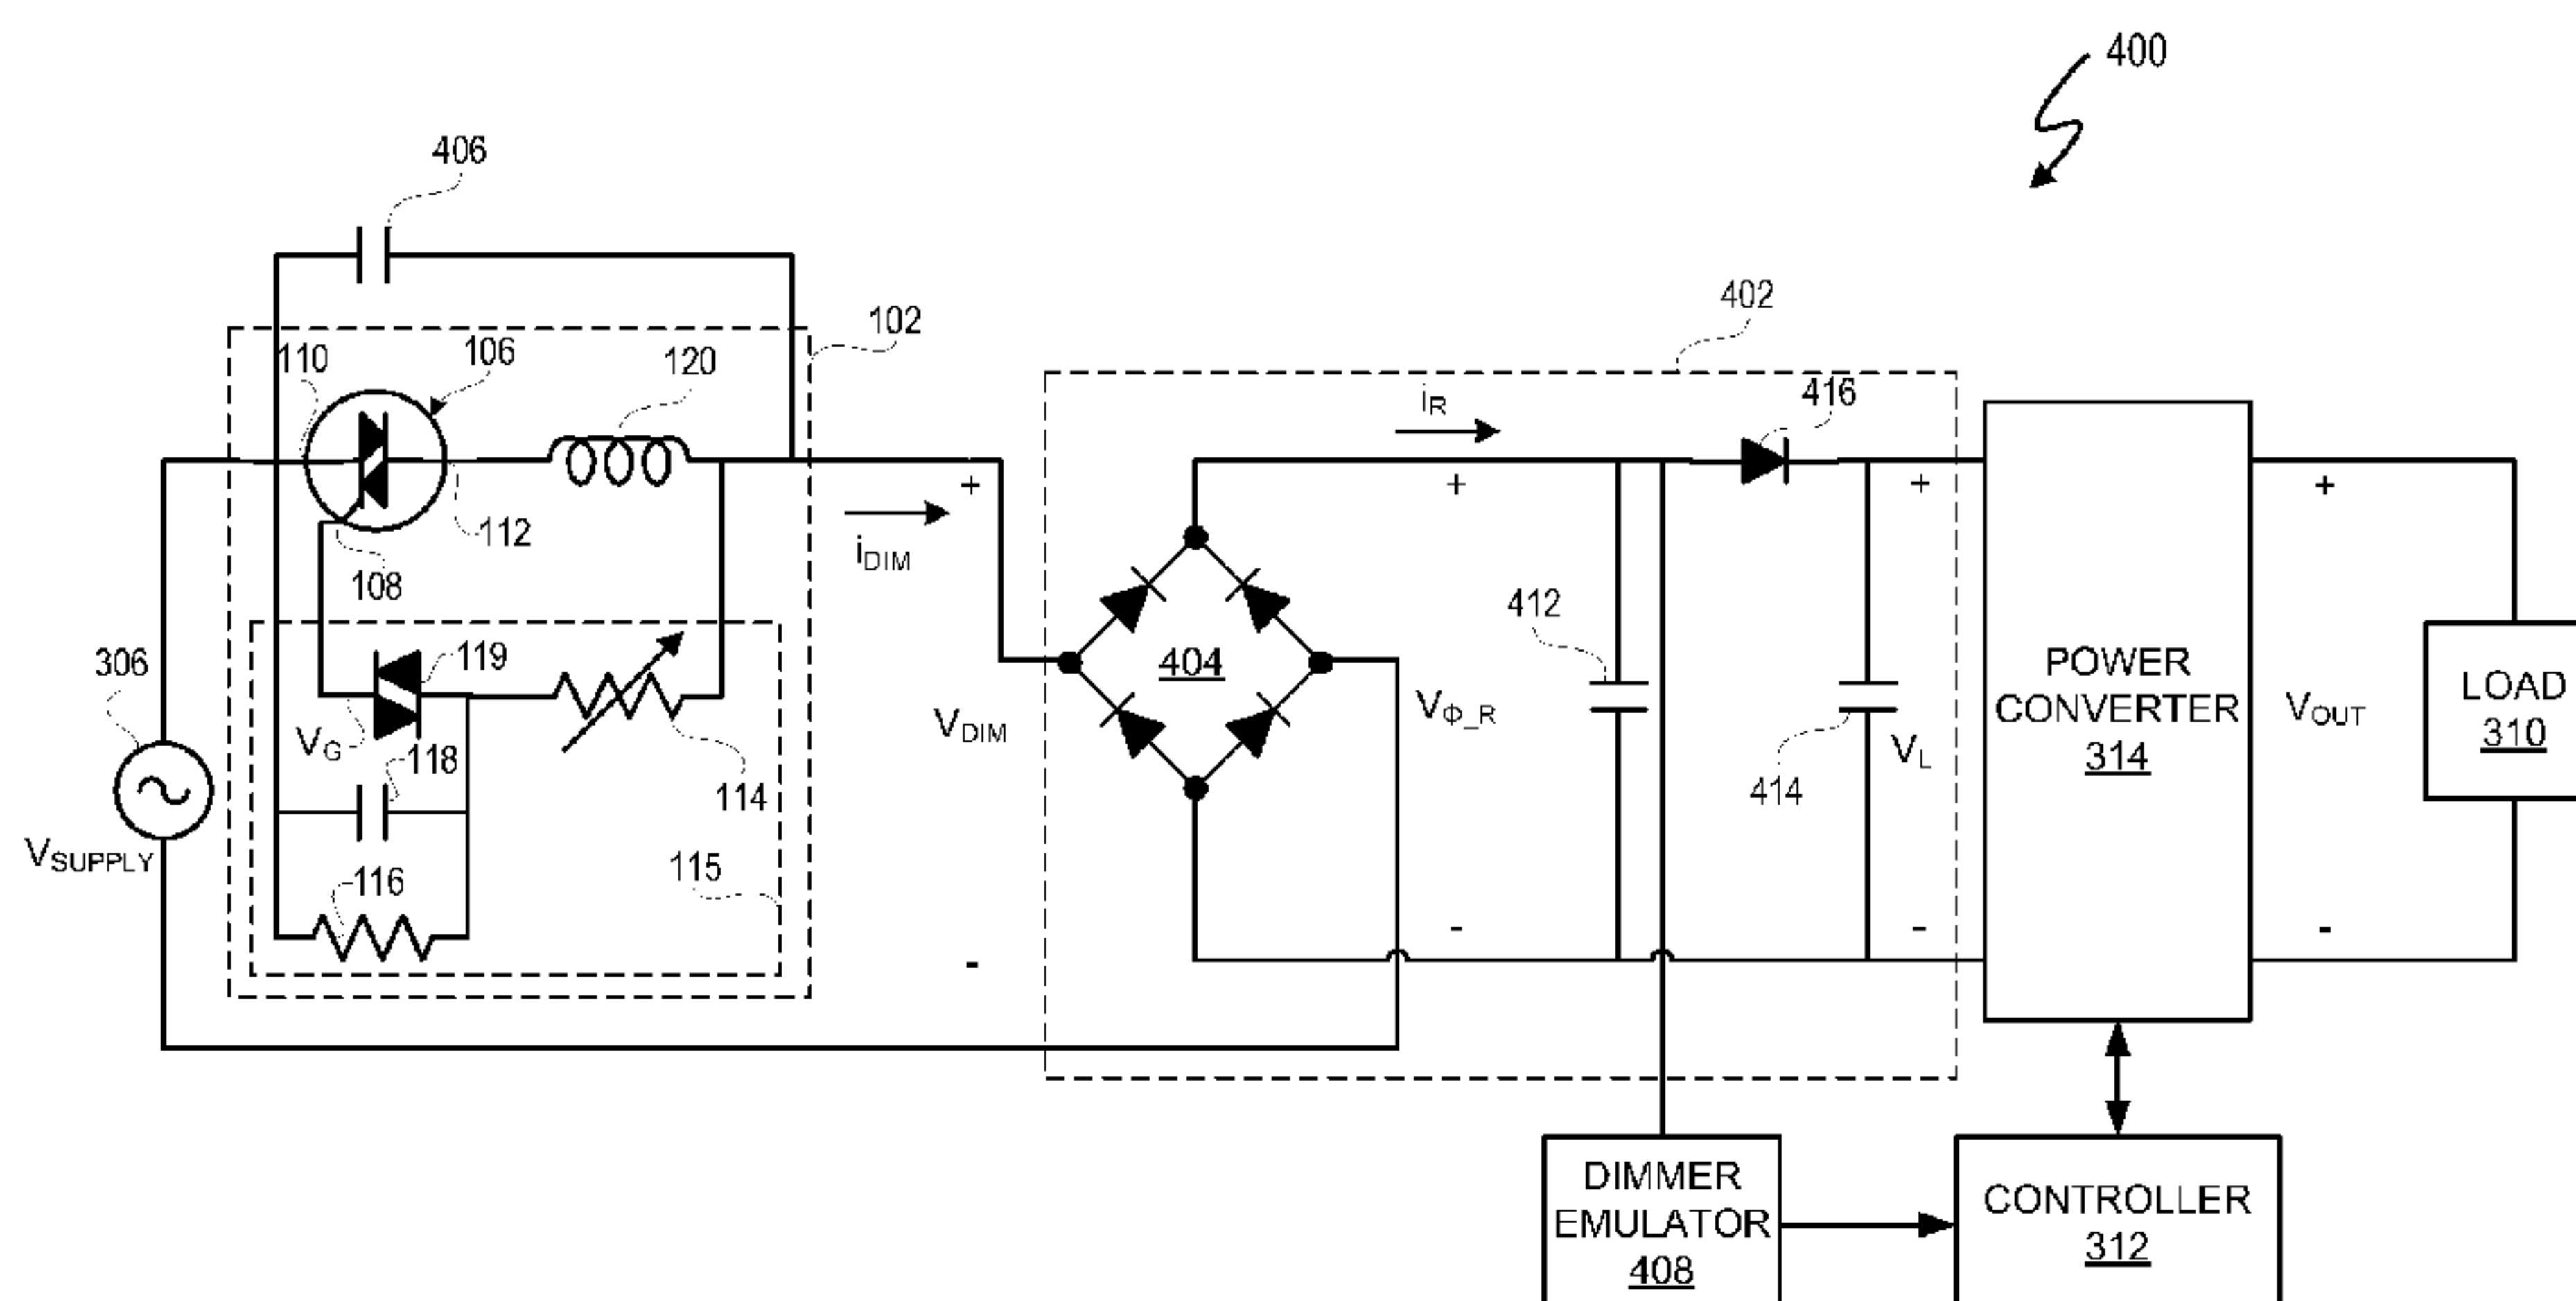 400
406
402
102
110
106
120
416
iR
+
+
+
+
112
iDIM
108
412
119
404
306
POWER
CONVERTER
314
LOAD
310
VΦ_R
VDIM
VOUT
VG
118
VL
114
414
VSUPPLY
115
116
-
-
-
-
DIMMER
EMULATOR
408
CONTROLLER
312